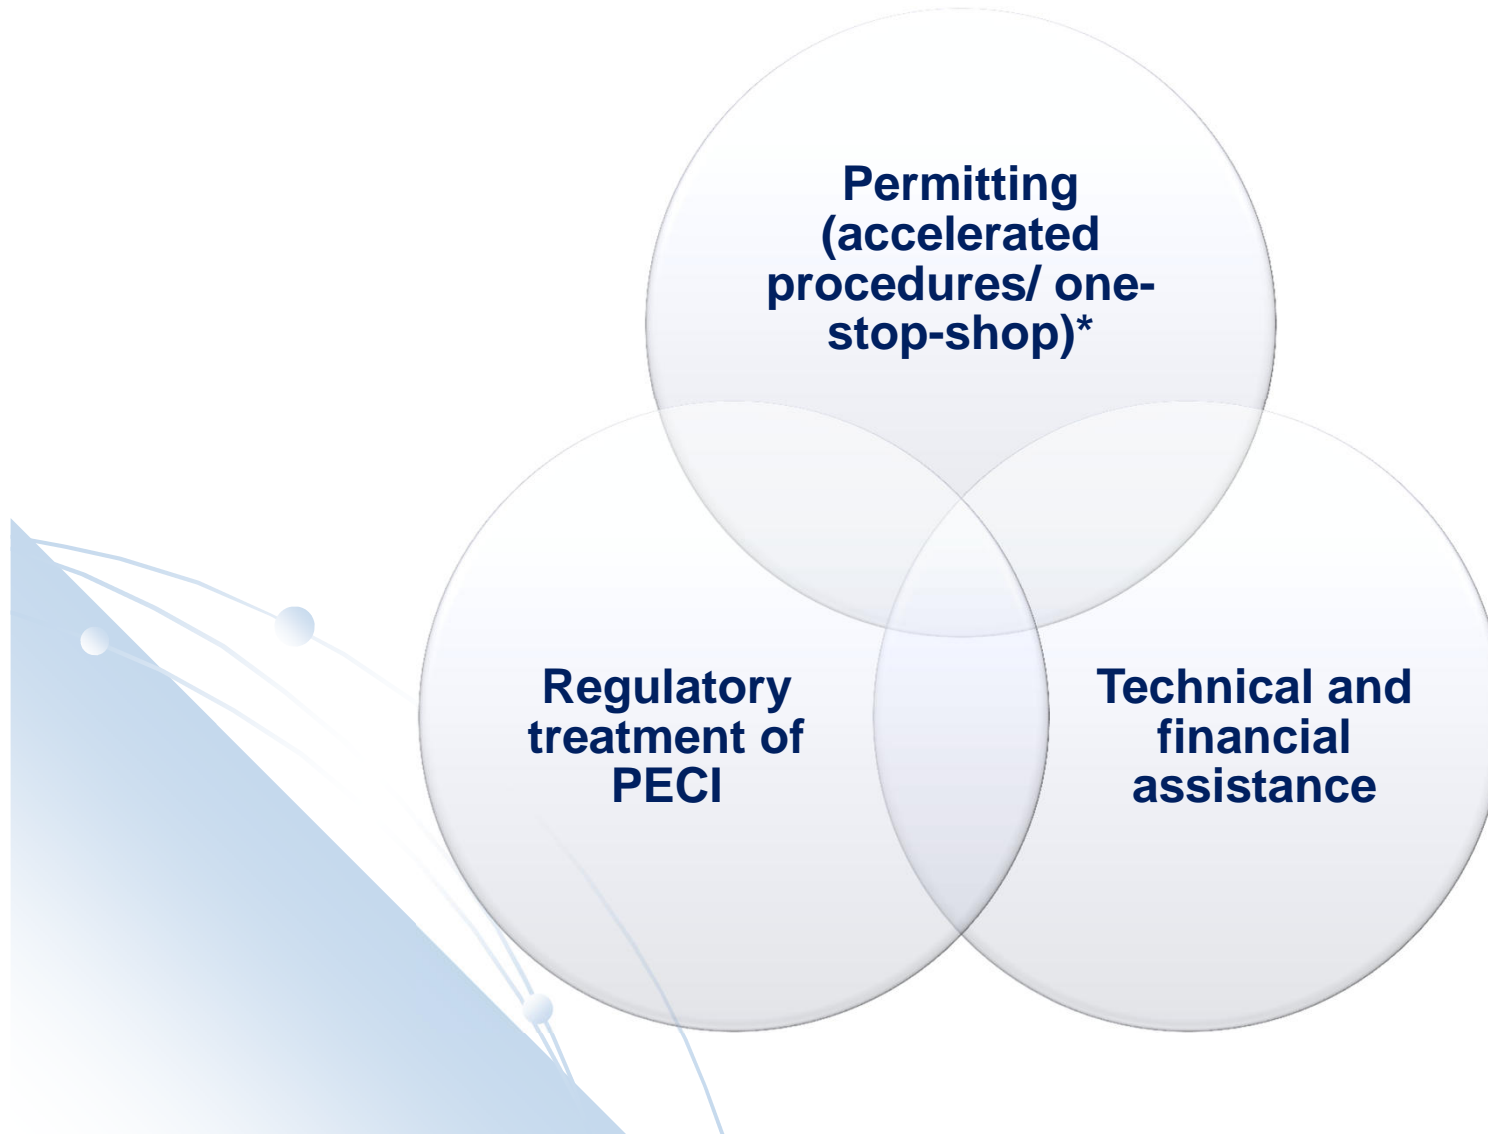 Permitting
(accelerated
procedures/ one-
stop-shop)*
Regulatory
treatment of
PECI
Technical and
financial
assistance